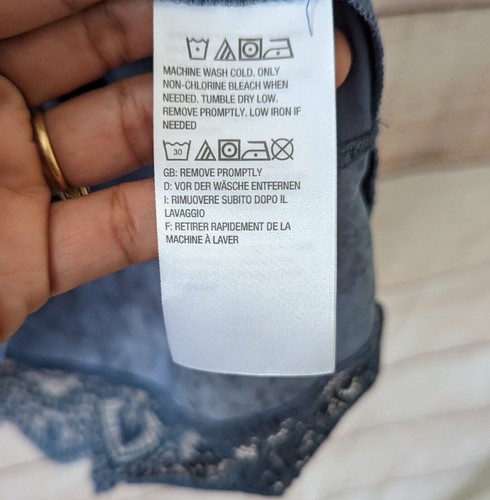 MACHINE WASH COLD. ONLY
NON-CHLORINE BLEACH WHEN
NEEDED. TUMBLE DRY LOW.
REMOVE PROMPTLY. LOW IRON IF
NEEDED
30
GB: REMOVE PROMPTLY
D: VOR DER WÄSCHE ENTFERNEN
I: RIMUOVERE SUBITO DOPO IL
LAVAGGIO
F: RETIRER RAPIDEMENT DE LA
MACHINE À LAVER